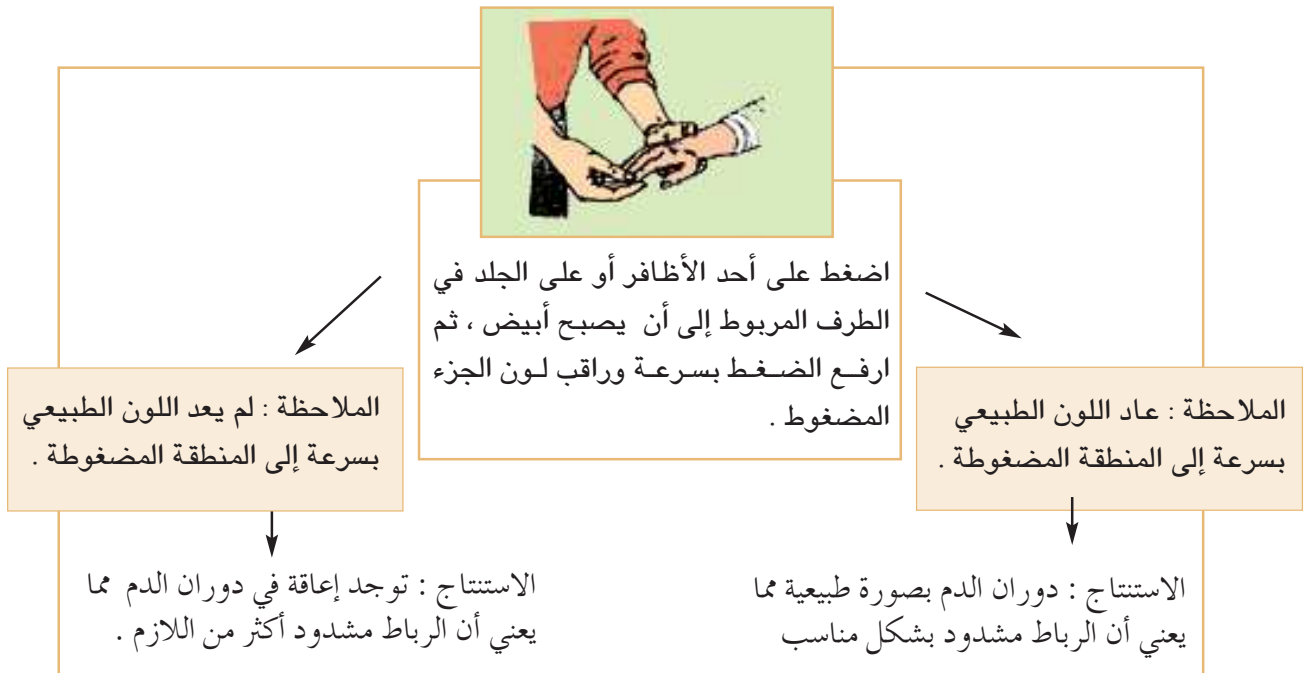 اضغط على أحد الأظافر أو على الجلد في
الطرف المربوط إلى أن يصبح أبيض ، ثم
ارفع الضغط بسرعة وراقب لون الجزء
المضغوط .
الملاحظة : عاد اللون الطبيعي
بسرعة إلى المنطقة المضغوطة .
الملاحظة : لم يعد اللون الطبيعي
بسرعة إلى المنطقة المضغوطة .
الاستنتاج : دوران الدم بصورة طبيعية مما
يعني أن الرباط مشدود بشكل مناسب
الاستنتاج : توجد إعاقة في دوران الدم مما
يعني أن الرباط مشدود أكثر من اللازم .